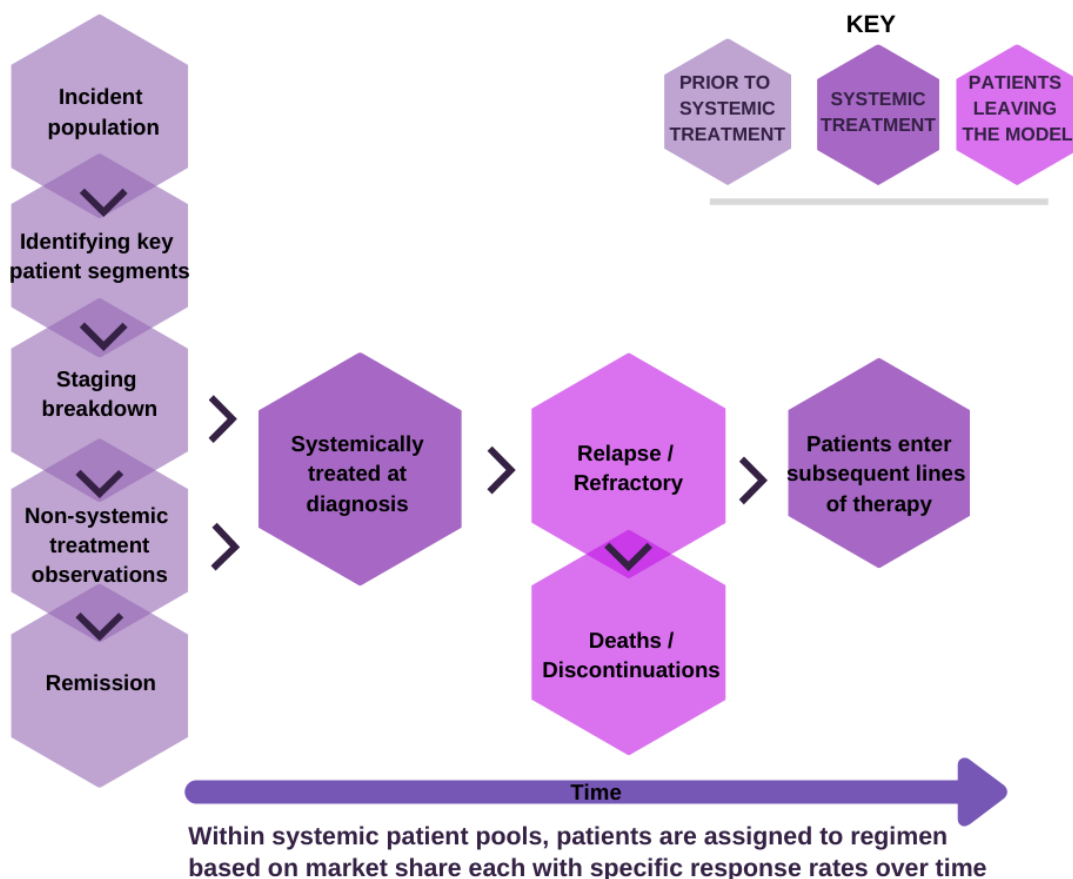 KEY
PRIOR TO
SYSTEMIC
TREATMENT
SYSTEMIC
TREATMENT
PATIENTS
LEAVING
THE MODEL
Incident
population
Identifying key
patient segments
Staging
breakdown
Non-systemic
treatment
observations
Remission
Systemically
treated at
diagnosis
Relapse /
Refractory
Deaths /
Discontinuations
Patients enter
subsequent lines
of therapy
Time
Within systemic patient pools, patients are assigned to regimen
based on market share each with specific response rates over time